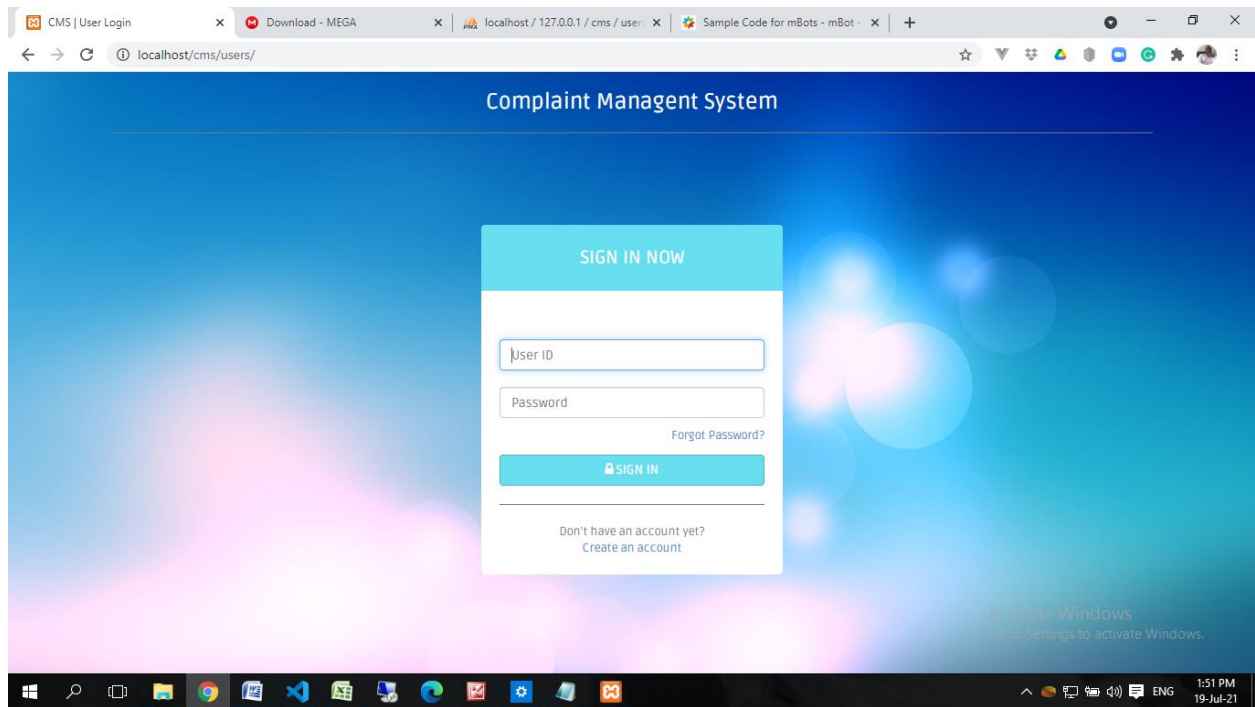 CMS | User Login
Download - MEGA
localhost / 127.0.0.1 / cms / user
Sample Code for mBots - mBot -
localhost/cms/users/
Complaint Managent System
SIGN IN NOW
User ID
Password
Forgot Password?
SIGN IN
Don't have an account yet?
Create an account
Activate Windows
to Settings to activate Windows.
ENG
1:51 PM
19-Jul-21